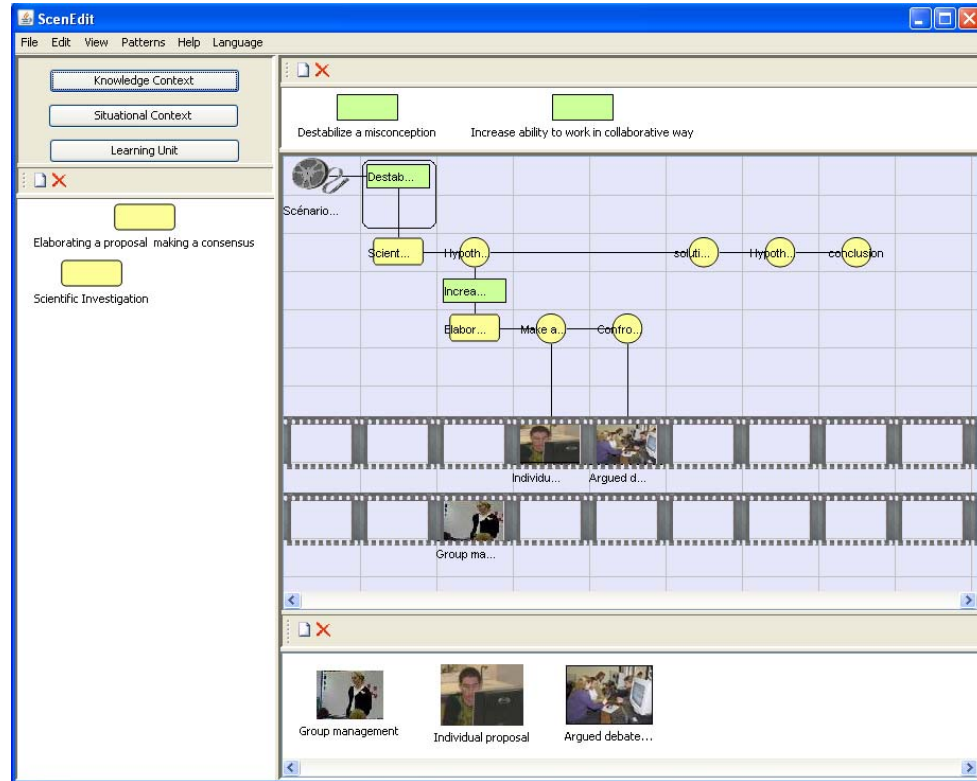 ScenEdit
File Edit View Patterns Help Language
Knowledge Context
Situational Context
Learning Unit
Elaborating a proposal making a consensus
Scientific Investigation
Destabilize a misconception
Increase ability to work in collaborative way
Destab...
Scénario...
Scient...
Hypoth...
soluti...
Hypoth...
conclusion
Increa...
Elabor...
Make a...
Confro...
Individu...
Argued d...
Group ma...
Group management
Individual proposal
Argued debate...